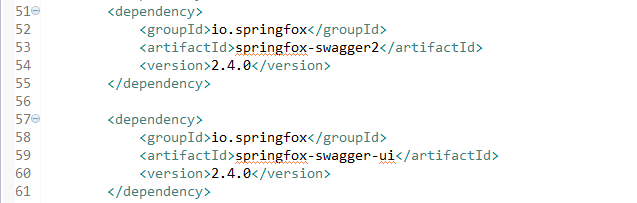 51 <dependency>
52 <groupId>io.springfox</groupId>
53 <artifactId>springfox-swagger2</artifactId>
54 <version>2.4.0</version>
55 </dependency>
56
57 <dependency>
58 <groupId>io.springfox</groupId>
59 <artifactId>springfox-swagger-ui</artifactId>
60 <version>2.4.0</version>
61 </dependency>